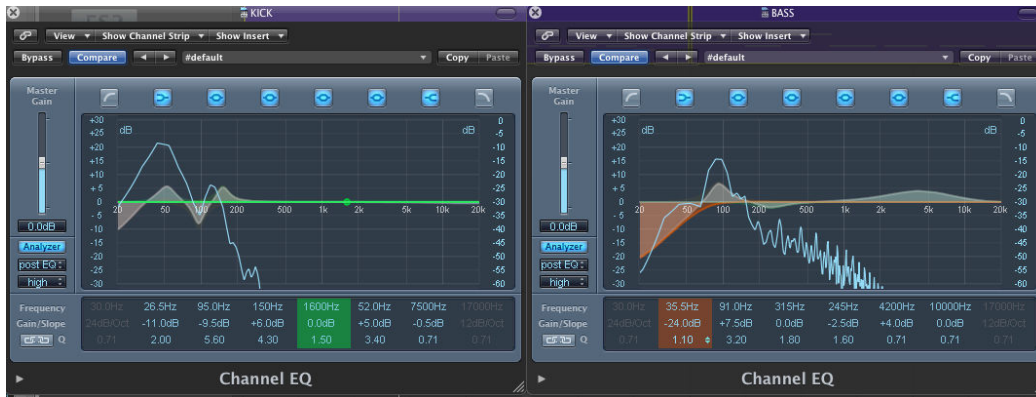 KICK
View Show Channel Strip Show Insert
Bypass Compare #default Copy Paste
Master
Gain
0.0dB
Analyzer
post EQ
high
+30 dB dB 0
+25 -5
+20 -10
+15 -15
+10 -20
+5 -25
0 20 50 100 200 500 1k 2k 5k 10k 20k -30
-5 -35
-10 -40
-15 -45
-20 -50
-25 -55
-30 -60
Frequency 30.0Hz 26.5Hz 95.0Hz 150Hz 1600Hz 52.0Hz 7500Hz 17000Hz
Gain/Slope 24dB/Oct -11.0dB -9.5dB +6.0dB 0.0dB +5.0dB -0.5dB 12dB/Oct
Q 0.71 2.00 5.60 4.30 1.50 3.40 0.71 0.71
Channel EQ
BASS
View Show Channel Strip Show Insert
Bypass Compare #default Copy Paste
Master
Gain
0.0dB
Analyzer
post EQ
high
+30 dB dB 0
+25 -5
+20 -10
+15 -15
+10 -20
+5 -25
0 20 50 100 200 500 1k 2k 5k 10k 20k -30
-5 -35
-10 -40
-15 -45
-20 -50
-25 -55
-30 -60
Frequency 30.0Hz 35.5Hz 91.0Hz 315Hz 245Hz 4200Hz 10000Hz 17000Hz
Gain/Slope 24dB/Oct -24.0dB +7.5dB 0.0dB -2.5dB +4.0dB 0.0dB 12dB/Oct
Q 0.71 1.10 3.20 1.80 1.60 0.71 0.71 0.71
Channel EQ